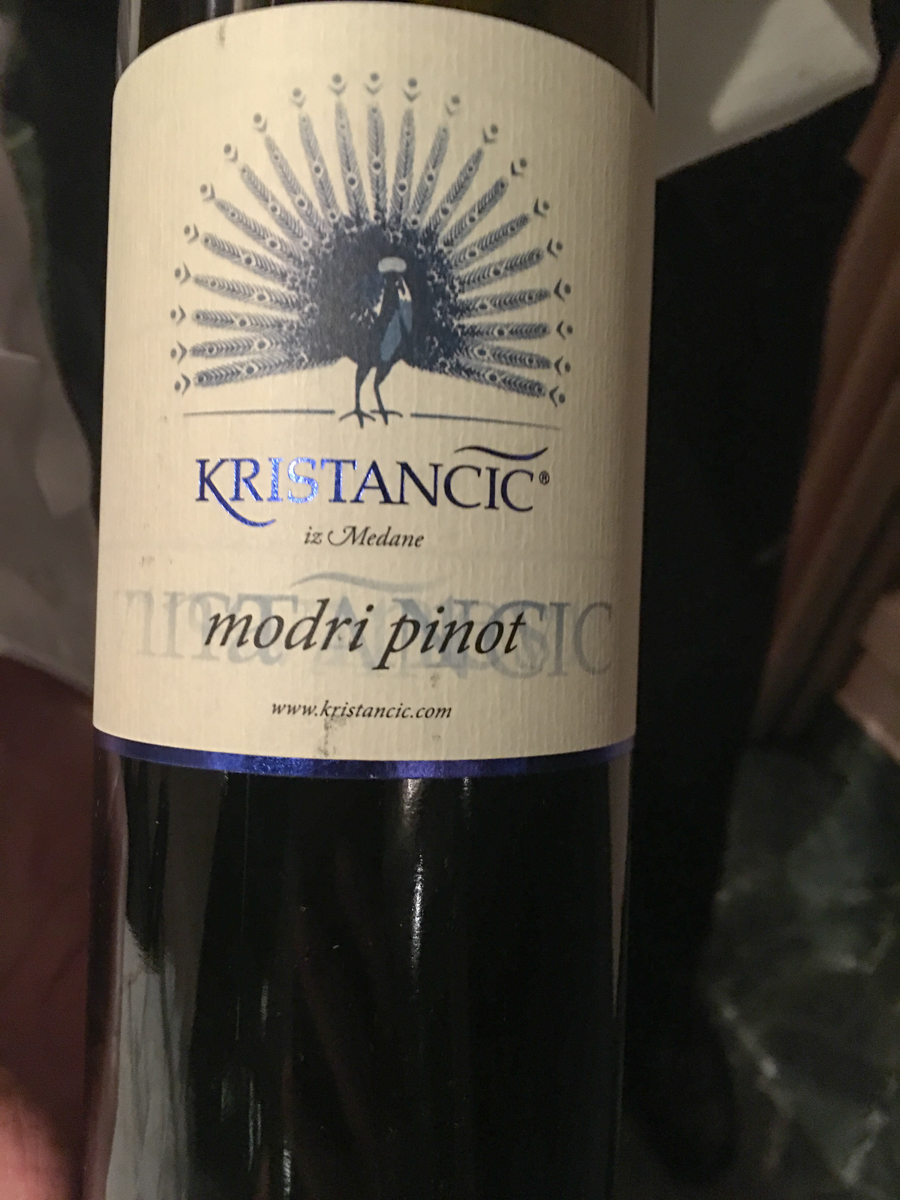 KRISTANCIC®
iz Medane
modri pinot
www.kristancic.com